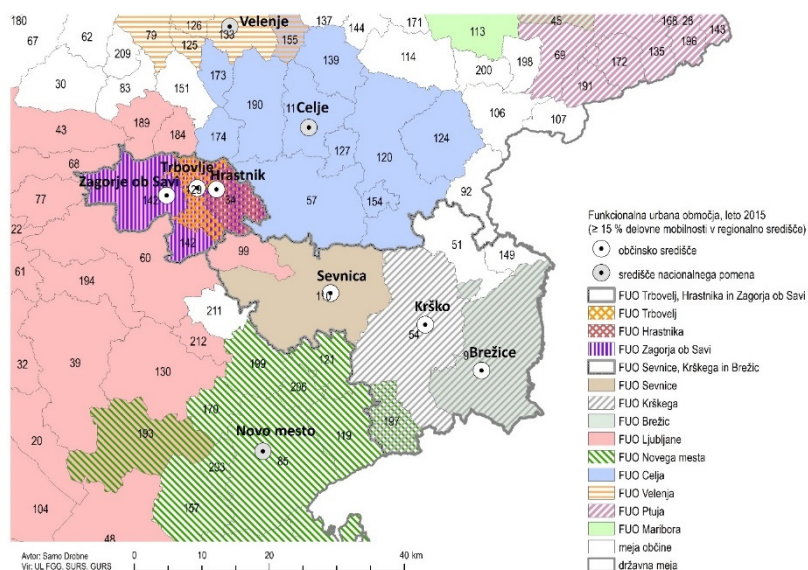 180
67
62
209
30
83
151
79
126
125
133
Velenje
155
137
144
171
113
45
168
28
143
69
172
135
196
191
198
200
114
139
173
190
11
Celje
43
189
184
174
127
120
124
106
107
68
Trbovlje
Hrastnik
Zagorje ob Savi
142
129
34
57
154
92
77
22
142
60
99
51
149
61
194
Sevnica
110
211
Krško
54
9
Brežice
32
39
130
212
199
121
206
197
193
170
Novo mesto
119
20
203
85
157
104
48
Funkcionalna urbana območja, leto 2015
(≥ 15 % delovne mobilnosti v regionalno središče)
občinsko središče
središče nacionalnega pomena
FUO Trbovelj, Hrastnika in Zagorja ob Savi
FUO Trbovelj
FUO Hrastnika
FUO Zagorja ob Savi
FUO Sevnice, Krškega in Brežic
FUO Sevnice
FUO Krškega
FUO Brežic
FUO Ljubljane
FUO Novega mesta
FUO Celja
FUO Velenja
FUO Ptuja
FUO Maribora
meja občine
državna meja
Avtor: Samo Drobne
Vir: UL FGG, SURS, GURS
0 10 20 40 km